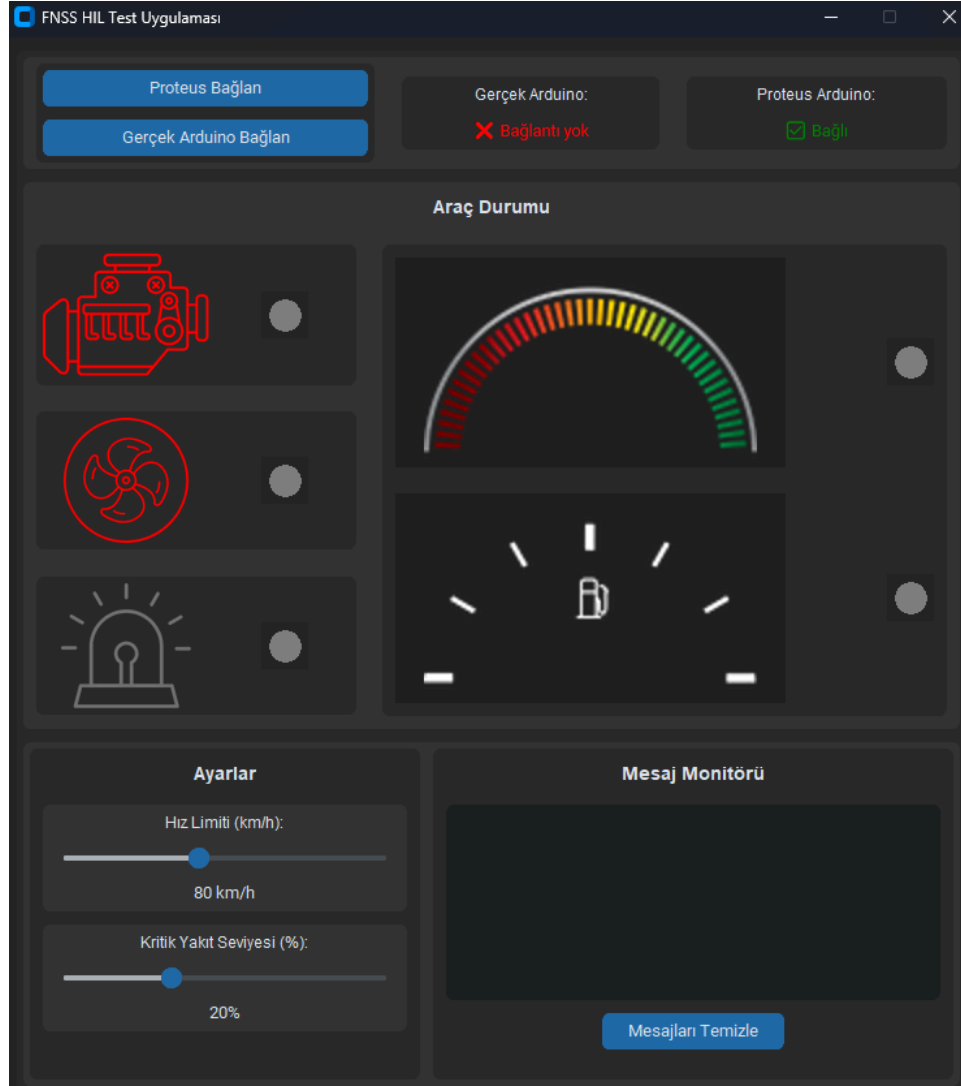 FNSS HIL Test Uygulaması
Proteus Bağlan
Gerçek Arduino Bağlan
Gerçek Arduino:
Bağlantı yok
Proteus Arduino:
Bağlı
Araç Durumu
Ayarlar
Hız Limiti (km/h):
80 km/h
Kritik Yakıt Seviyesi (%):
20%
Mesaj Monitörü
Mesajları Temizle